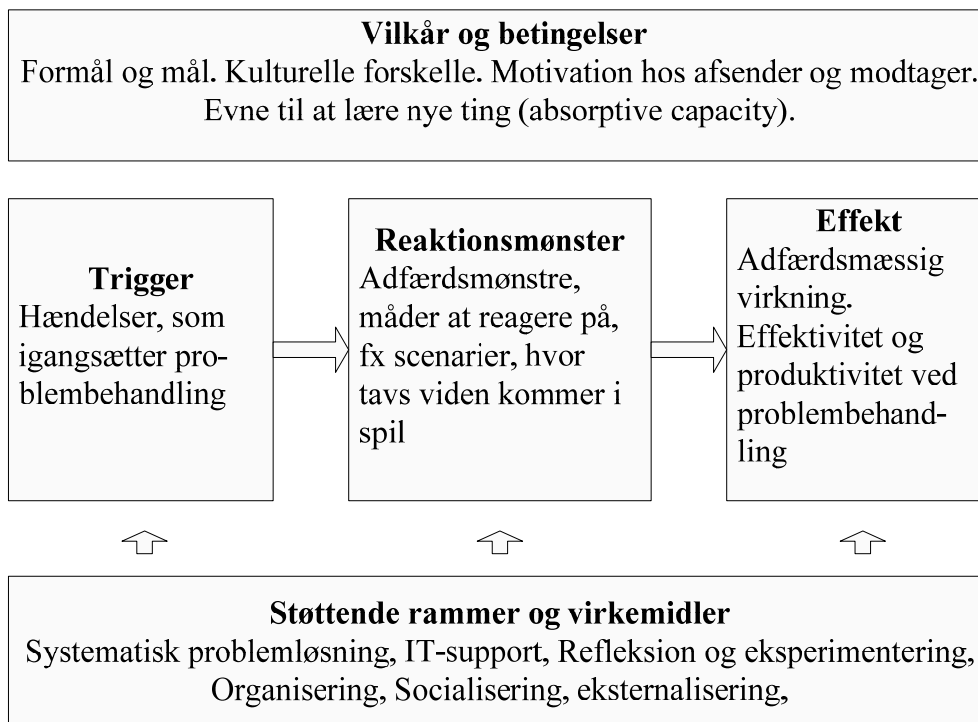 Vilkår og betingelser
Formål og mål. Kulturelle forskelle. Motivation hos afsender og modtager.
Evne til at lære nye ting (absorptive capacity).
Trigger
Hændelser, som
igangsætter pro-
blembehandling
Reaktionsmønster
Adfærdsmønstre,
måder at reagere på,
fx scenarier, hvor
tavs viden kommer i
spil
Effekt
Adfærdsmæssig
virkning.
Effektivitet og
produktivitet ved
problembehand-
ling
Støttende rammer og virkemidler
Systematisk problemløsning, IT-support, Refleksion og eksperimentering,
Organisering, Socialisering, eksternalisering,